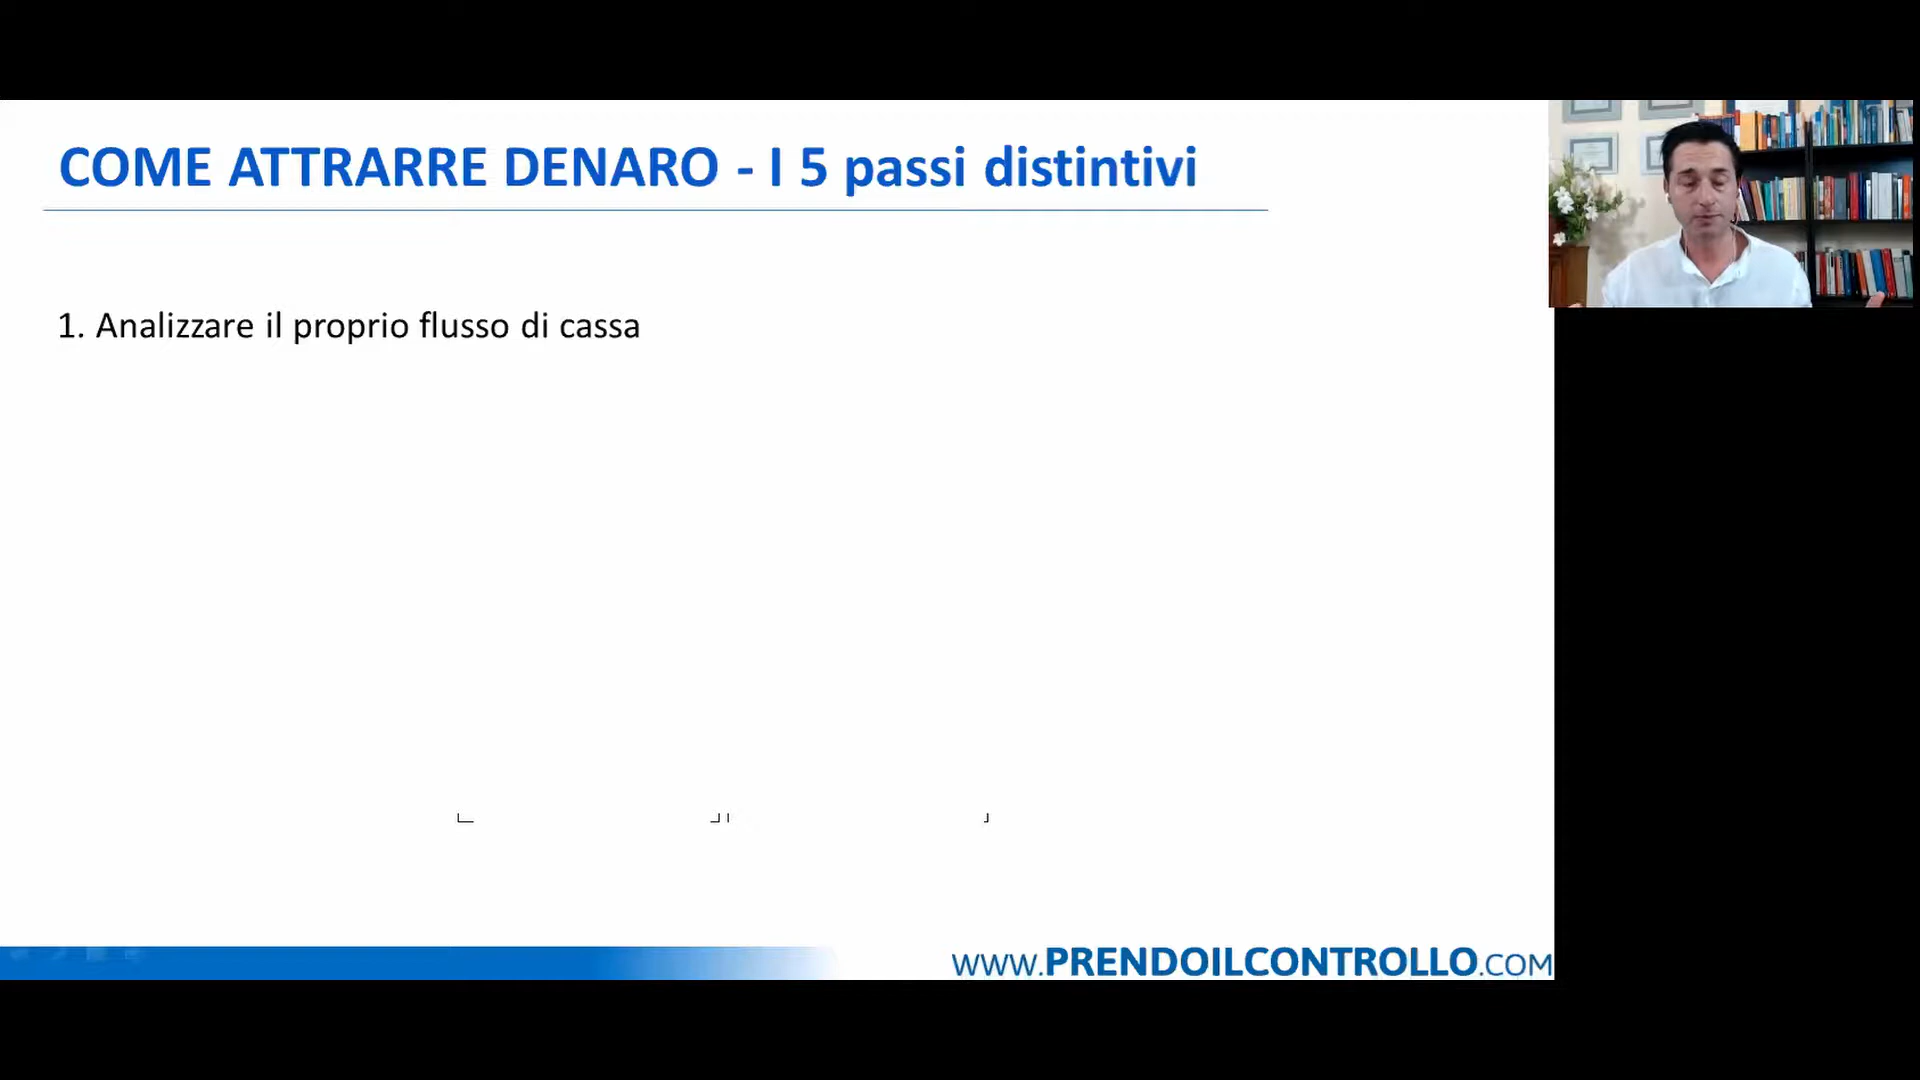 COME ATTRARRE DENARO - I 5 passi distintivi
1. Analizzare il proprio flusso di cassa
WWW.PRENDOILCONTROLLO.COM